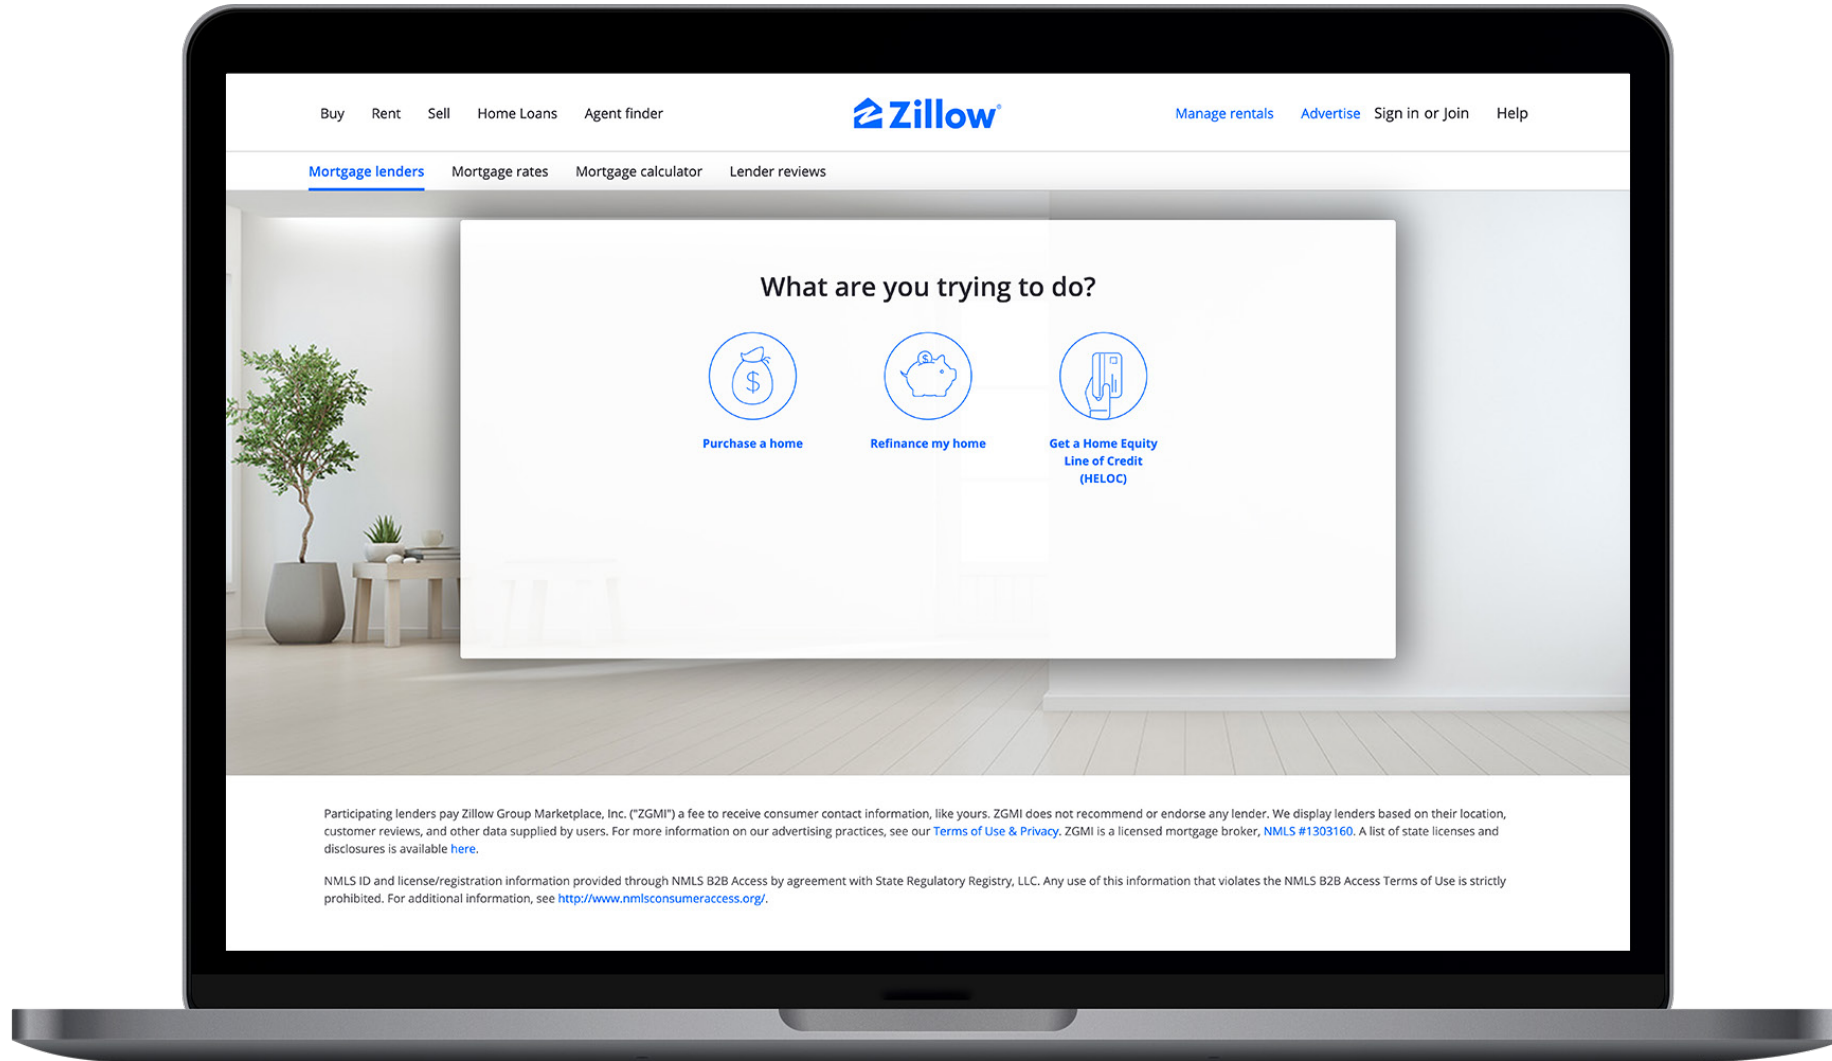 Buy Rent Sell Home Loans Agent finder Zillow® Manage rentals Advertise Sign in or Join Help
Mortgage lenders Mortgage rates Mortgage calculator Lender reviews
What are you trying to do?
$
$
Purchase a home
Refinance my home
Get a Home Equity
Line of Credit
(HELOC)
Participating lenders pay Zillow Group Marketplace, Inc. ("ZGMI") a fee to receive consumer contact information, like yours. ZGMI does not recommend or endorse any lender. We display lenders based on their location,
customer reviews, and other data supplied by users. For more information on our advertising practices, see our Terms of Use & Privacy. ZGMI is a licensed mortgage broker, NMLS #1303160. A list of state licenses and
disclosures is available here.
NMLS ID and license/registration information provided through NMLS B2B Access by agreement with State Regulatory Registry, LLC. Any use of this information that violates the NMLS B2B Access Terms of Use is strictly
prohibited. For additional information, see http://www.nmlsconsumeraccess.org/.